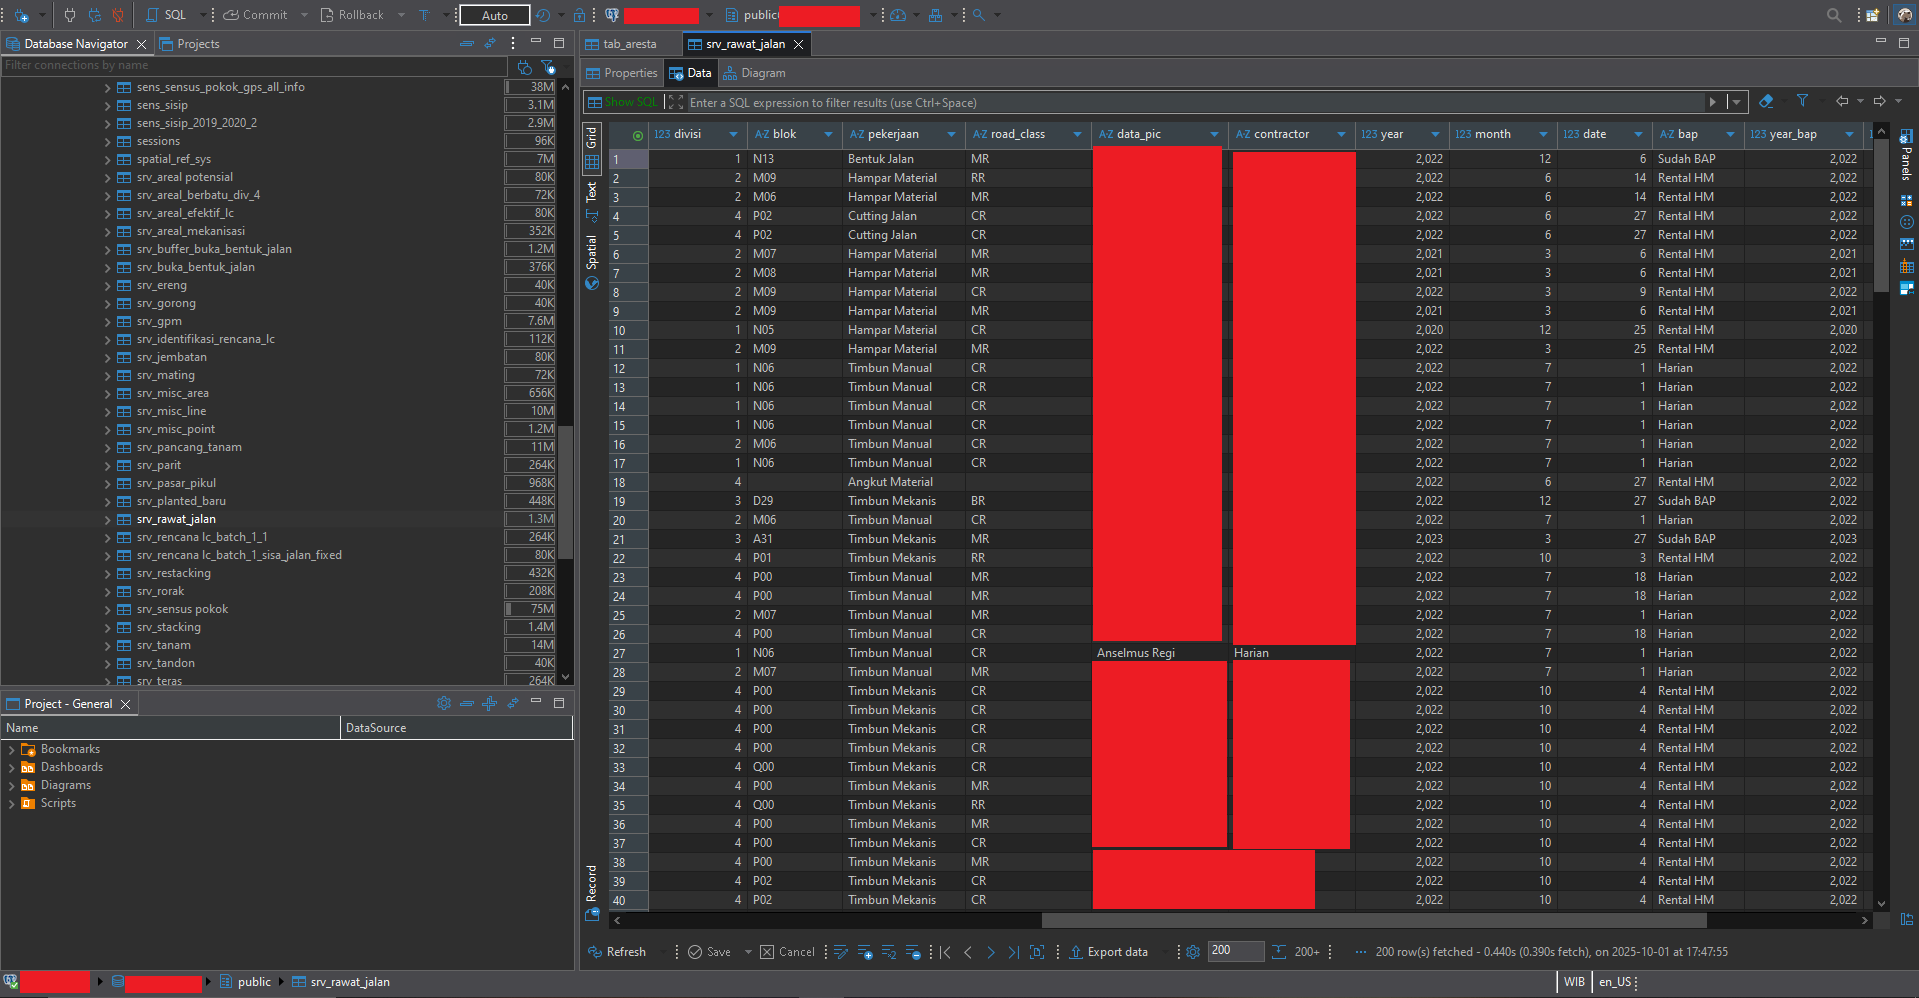 SQL Commit Rollback T Auto public
Database Navigator Projects
Filter connections by name
sens_sensus_pokok_gps_all_info 38M
sens_sisip 3.1M
sens_sisip_2019_2020_2 2.9M
sessions 96K
spatial_ref_sys 7M
srv_areal potensial 80K
srv_areal_berbatu_div_4 72K
srv_areal_efektif_lc 80K
srv_areal_mekanisasi 352K
srv_buffer_buka_bentuk_jalan 1.2M
srv_buka_bentuk_jalan 376K
srv_ereng 40K
srv_gorong 40K
srv_gpm 7.6M
srv_identifikasi_rencana_lc 112K
srv_jembatan 80K
srv_mating 72K
srv_misc_area 656K
srv_misc_line 10M
srv_misc_point 1.2M
srv_pancang_tanam 11M
srv_parit 264K
srv_pasar_pikul 968K
srv_planted_baru 448K
srv_rawat_jalan 1.3M
srv_rencana lc_batch_1_1 264K
srv_rencana lc_batch_1_sisa_jalan_fixed 80K
srv_restacking 432K
srv_rorak 208K
srv_sensus pokok 75M
srv_stacking 1.4M
srv_tanam 14M
srv_tandon 40K
srv_teras 264K
Project - General
Name DataSource
Bookmarks
Dashboards
Diagrams
Scripts
tab_aresta srv_rawat_jalan
Properties Data Diagram
Show SQL Enter a SQL expression to filter results (use Ctrl+Space)
Grid
Text
Spatial
Record
Panels
123 divisi A-Z blok A-Z pekerjaan A-Z road_class A-Z data_pic A-Z contractor 123 year 123 month 123 date A-Z bap 123 year_bap
1 1 N13 Bentuk Jalan MR 2,022 12 6 Sudah BAP 2,022
2 2 M09 Hampar Material RR 2,022 6 14 Rental HM 2,022
3 2 M06 Hampar Material MR 2,022 6 14 Rental HM 2,022
4 4 P02 Cutting Jalan CR 2,022 6 27 Rental HM 2,022
5 4 P02 Cutting Jalan CR 2,022 6 27 Rental HM 2,022
6 2 M07 Hampar Material MR 2,021 3 6 Rental HM 2,021
7 2 M08 Hampar Material MR 2,021 3 6 Rental HM 2,021
8 2 M09 Hampar Material CR 2,022 3 9 Rental HM 2,022
9 2 M09 Hampar Material MR 2,021 3 6 Rental HM 2,021
10 1 N05 Hampar Material CR 2,020 12 25 Rental HM 2,020
11 2 M09 Hampar Material MR 2,022 3 25 Rental HM 2,022
12 1 N06 Timbun Manual CR 2,022 7 1 Harian 2,022
13 1 N06 Timbun Manual CR 2,022 7 1 Harian 2,022
14 1 N06 Timbun Manual CR 2,022 7 1 Harian 2,022
15 1 N06 Timbun Manual CR 2,022 7 1 Harian 2,022
16 2 M06 Timbun Manual CR 2,022 7 1 Harian 2,022
17 1 N06 Timbun Manual CR 2,022 7 1 Harian 2,022
18 4 Angkut Material 2,022 6 27 Rental HM 2,022
19 3 D29 Timbun Mekanis BR 2,022 12 27 Sudah BAP 2,022
20 2 M06 Timbun Manual CR 2,022 7 1 Harian 2,022
21 3 A31 Timbun Mekanis MR 2,023 3 27 Sudah BAP 2,023
22 4 P01 Timbun Mekanis RR 2,022 10 3 Rental HM 2,022
23 4 P00 Timbun Manual MR 2,022 7 18 Harian 2,022
24 4 P00 Timbun Manual MR 2,022 7 18 Harian 2,022
25 2 M07 Timbun Manual MR 2,022 7 1 Harian 2,022
26 4 P00 Timbun Manual CR 2,022 7 18 Harian 2,022
27 1 N06 Timbun Manual CR Anselmus Regi Harian 2,022 7 1 Harian 2,022
28 2 M07 Timbun Manual MR 2,022 7 1 Harian 2,022
29 4 P00 Timbun Mekanis CR 2,022 10 4 Rental HM 2,022
30 4 P00 Timbun Mekanis CR 2,022 10 4 Rental HM 2,022
31 4 P00 Timbun Mekanis CR 2,022 10 4 Rental HM 2,022
32 4 P00 Timbun Mekanis CR 2,022 10 4 Rental HM 2,022
33 4 Q00 Timbun Mekanis CR 2,022 10 4 Rental HM 2,022
34 4 P00 Timbun Mekanis MR 2,022 10 4 Rental HM 2,022
35 4 Q00 Timbun Mekanis RR 2,022 10 4 Rental HM 2,022
36 4 P00 Timbun Mekanis MR 2,022 10 4 Rental HM 2,022
37 4 P00 Timbun Mekanis CR 2,022 10 4 Rental HM 2,022
38 4 P00 Timbun Mekanis MR 2,022 10 4 Rental HM 2,022
39 4 P02 Timbun Mekanis CR 2,022 10 4 Rental HM 2,022
40 4 P02 Timbun Mekanis CR 2,022 10 4 Rental HM 2,022
Refresh Save Cancel Export data 200 200+ ··· 200 row(s) fetched - 0.440s (0.390s fetch), on 2025-10-01 at 17:47:55
public srv_rawat_jalan WIB en_US